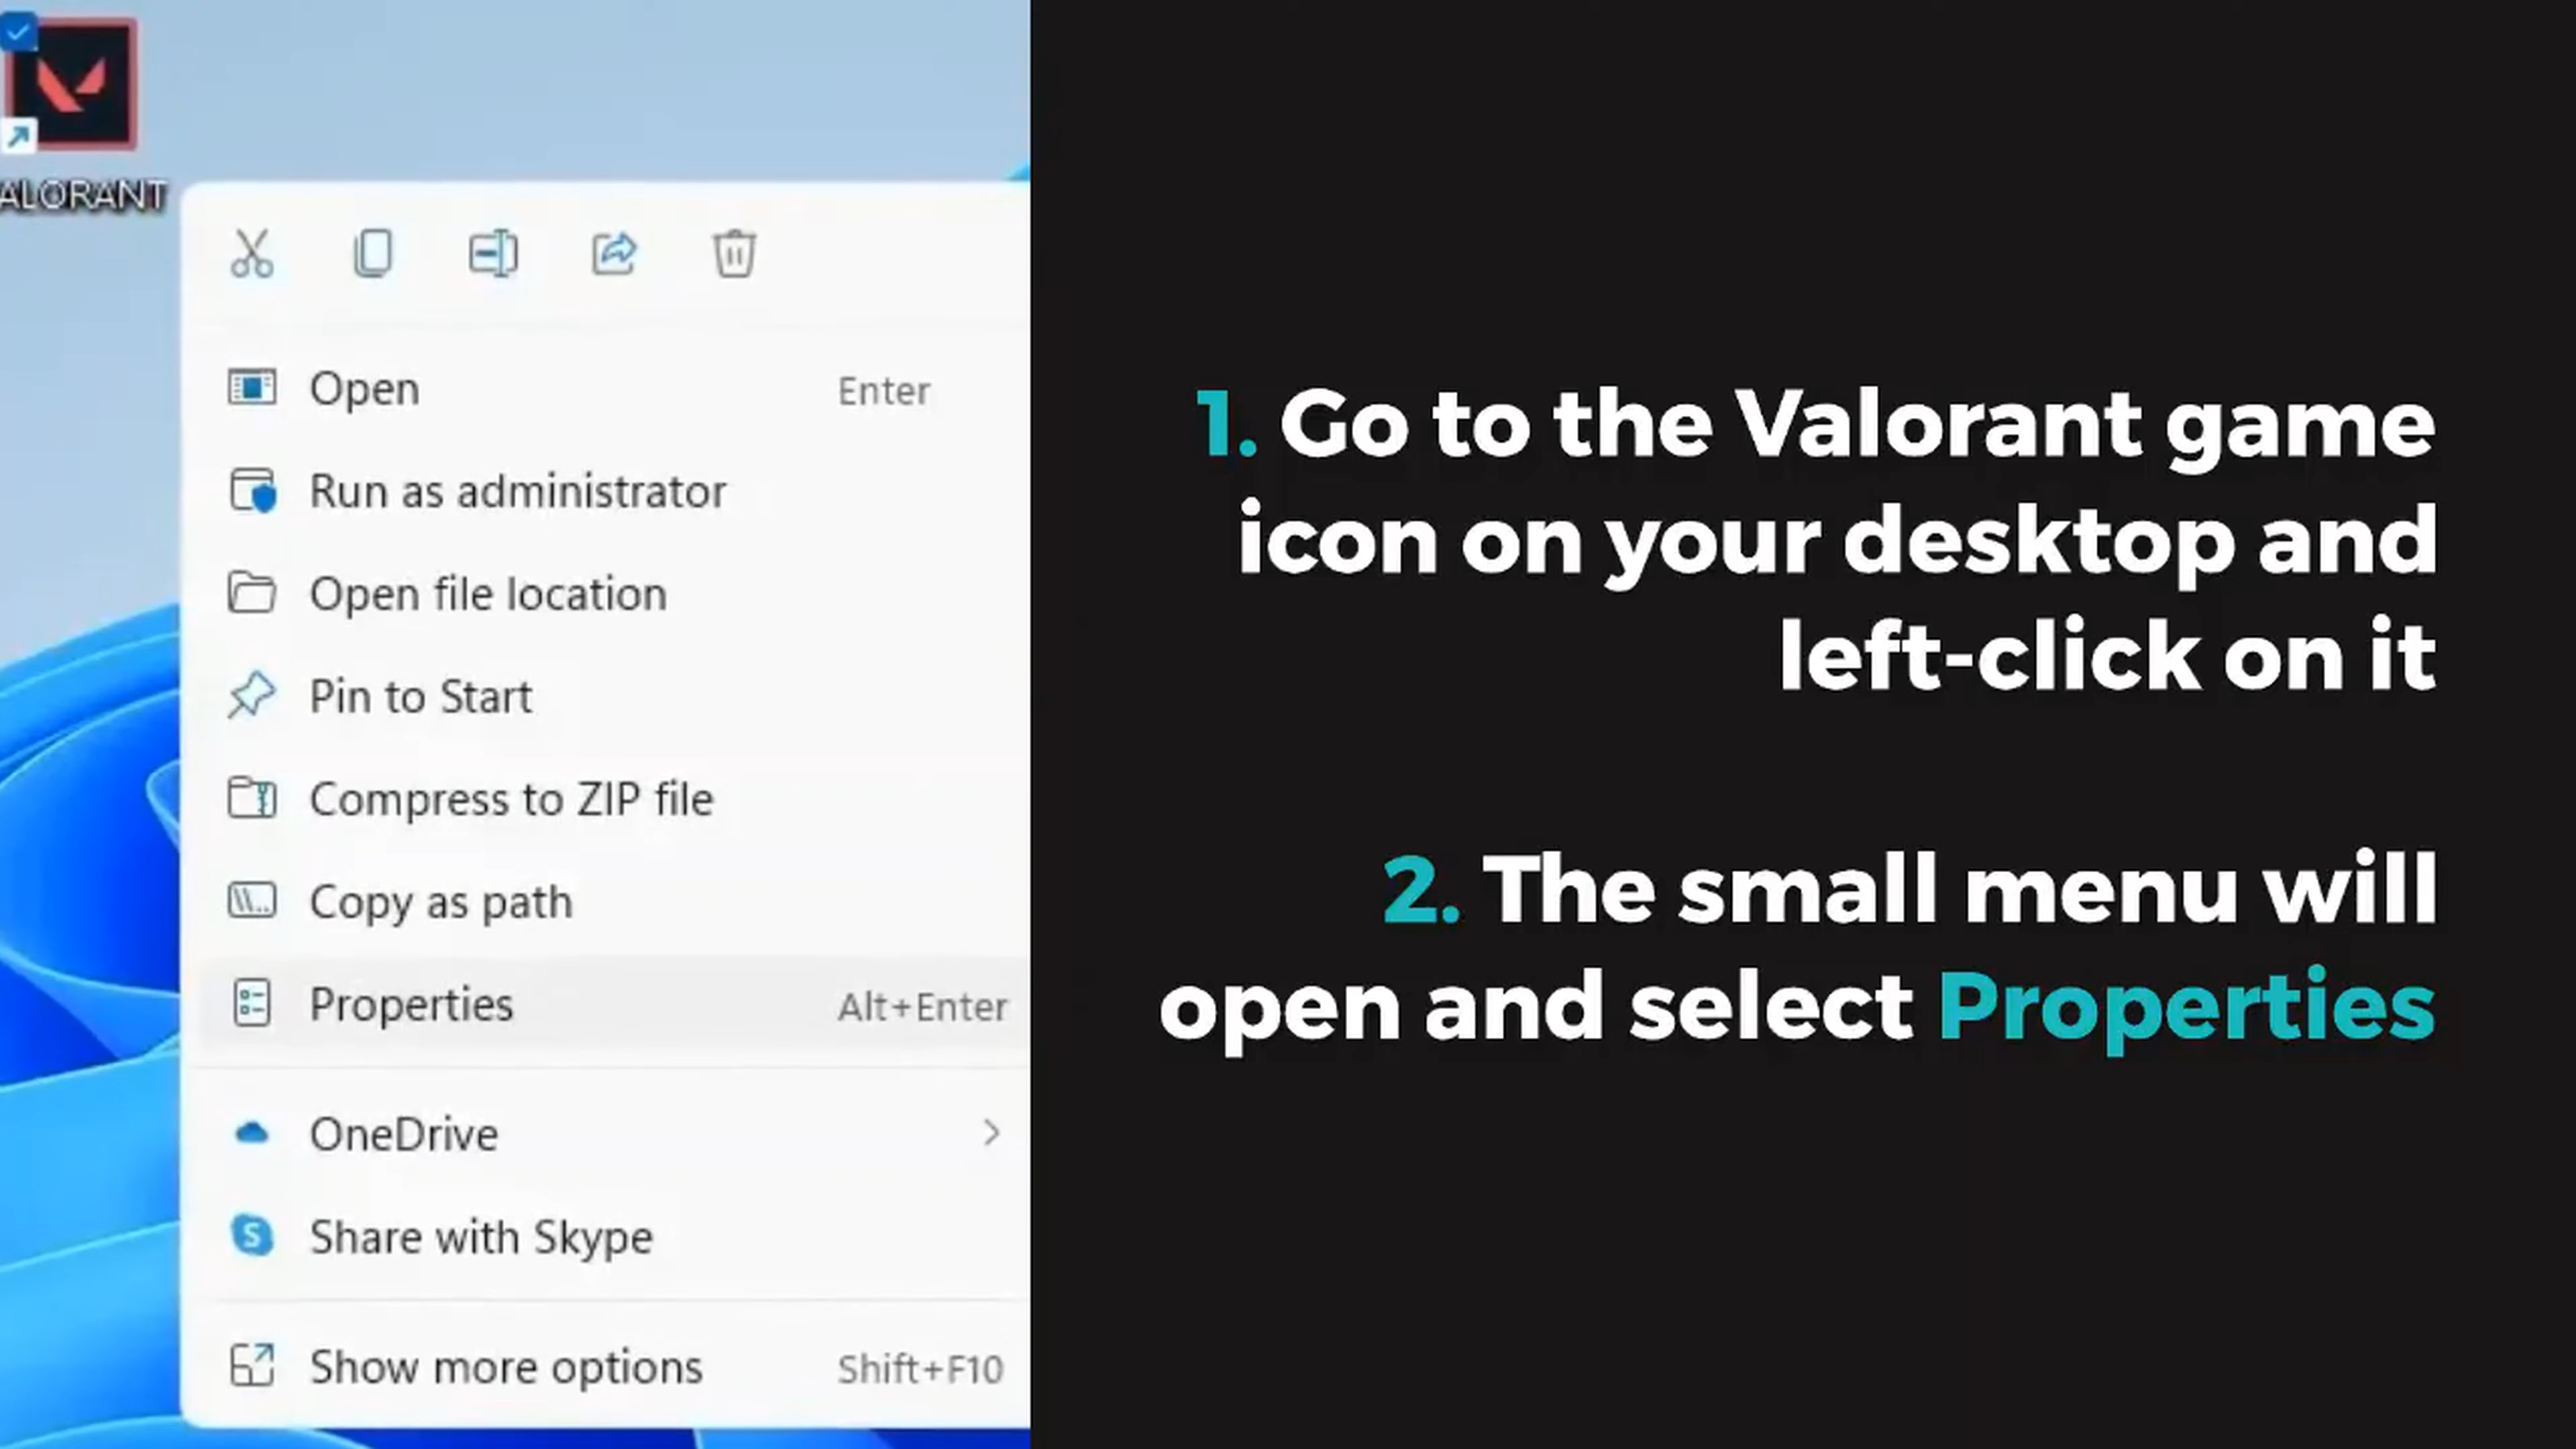 ALORANT
Open Enter
Run as administrator
Open file location
Pin to Start
Compress to ZIP file
Copy as path
Properties Alt+Enter
OneDrive
Share with Skype
Show more options Shift+F10
1. Go to the Valorant game
icon on your desktop and
left-click on it
2. The small menu will
open and select Properties